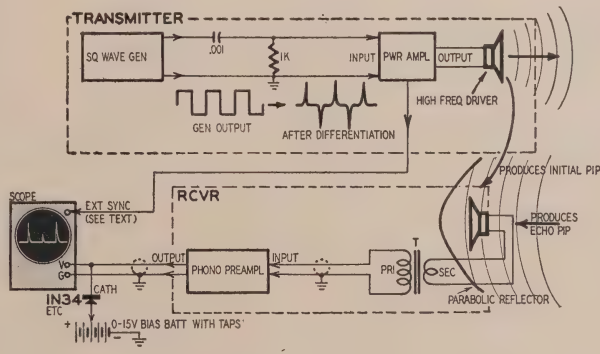 TRANSMITTER
SQ WAVE GEN
.001
1K
INPUT
PWR AMPL
OUTPUT
HIGH FREQ DRIVER
GEN OUTPUT
AFTER DIFFERENTIATION
PRODUCES INITIAL PIP
SCOPE
EXT SYNC
(SEE TEXT)
RCVR
PRODUCES
ECHO PIP
V
G
OUTPUT
PHONO PREAMPL
INPUT
PRI
T
SEC
PARABOLIC REFLECTOR
CATH
IN34
ETC
+
-
0-15V BIAS BATT WITH TAPS